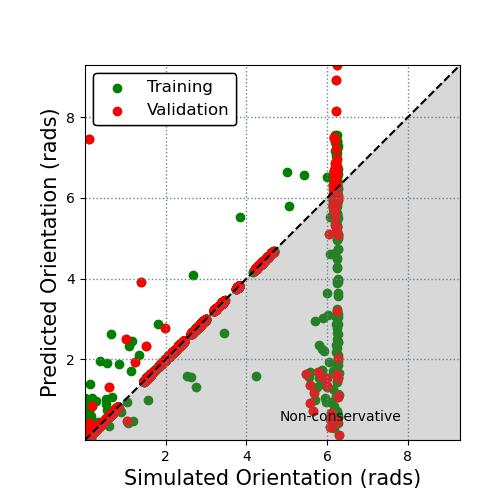 Training
Validation
Predicted Orientation (rads)
8
6
4
2
Non-conservative
2
4
6
8
Simulated Orientation (rads)